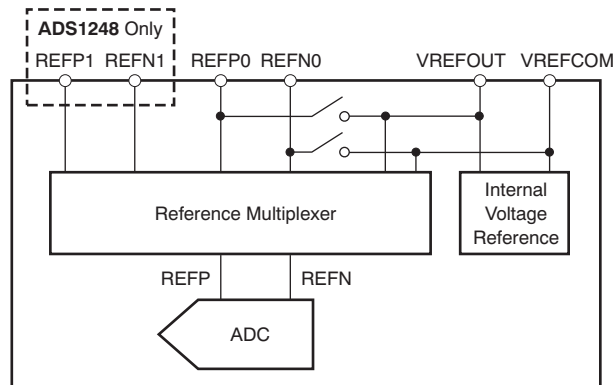 ADS1248 Only
REFP1 REFN1 REFP0 REFN0 VREFOUT VREFCOM
Reference Multiplexer
Internal
Voltage
Reference
REFP REFN
ADC